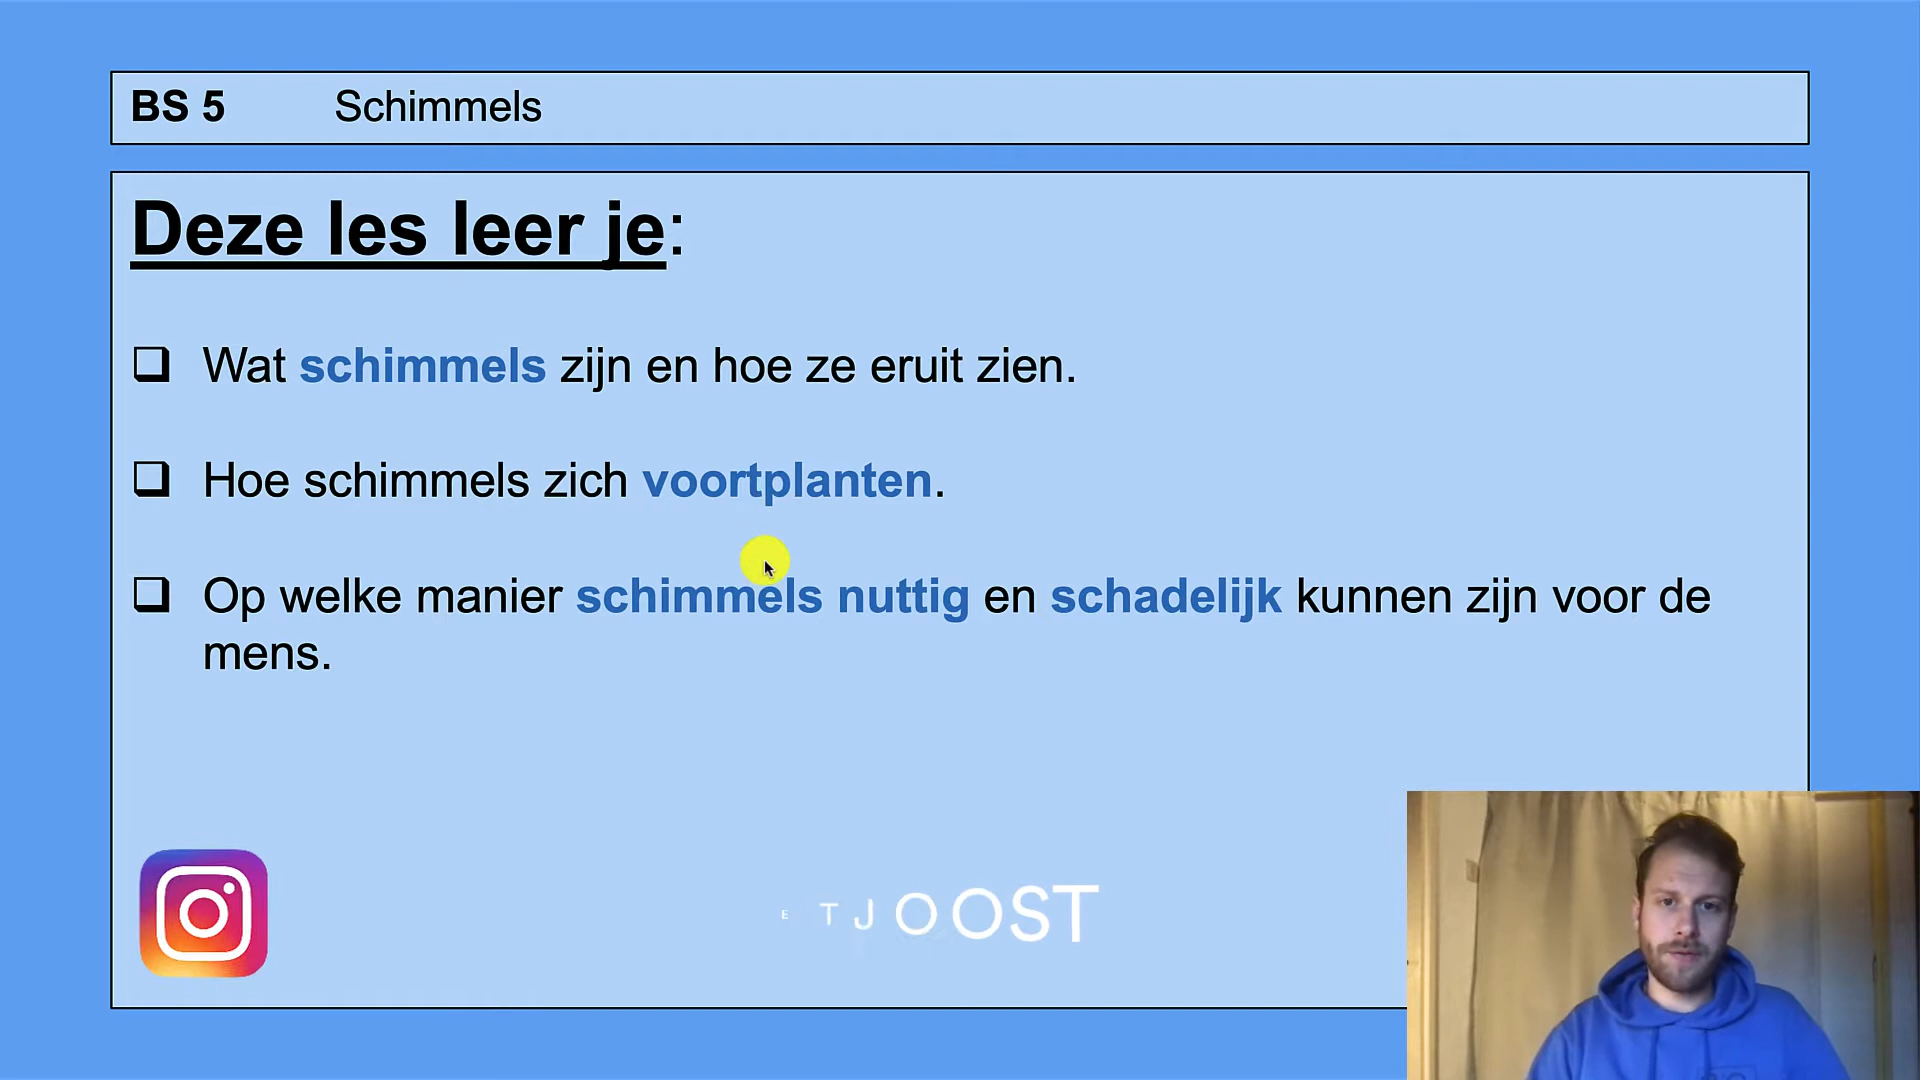 BS 5 Schimmels
Deze les leer je:
Wat schimmels zijn en hoe ze eruit zien.
Hoe schimmels zich voortplanten.
Op welke manier schimmels nuttig en schadelijk kunnen zijn voor de
mens.
E T J O O S T